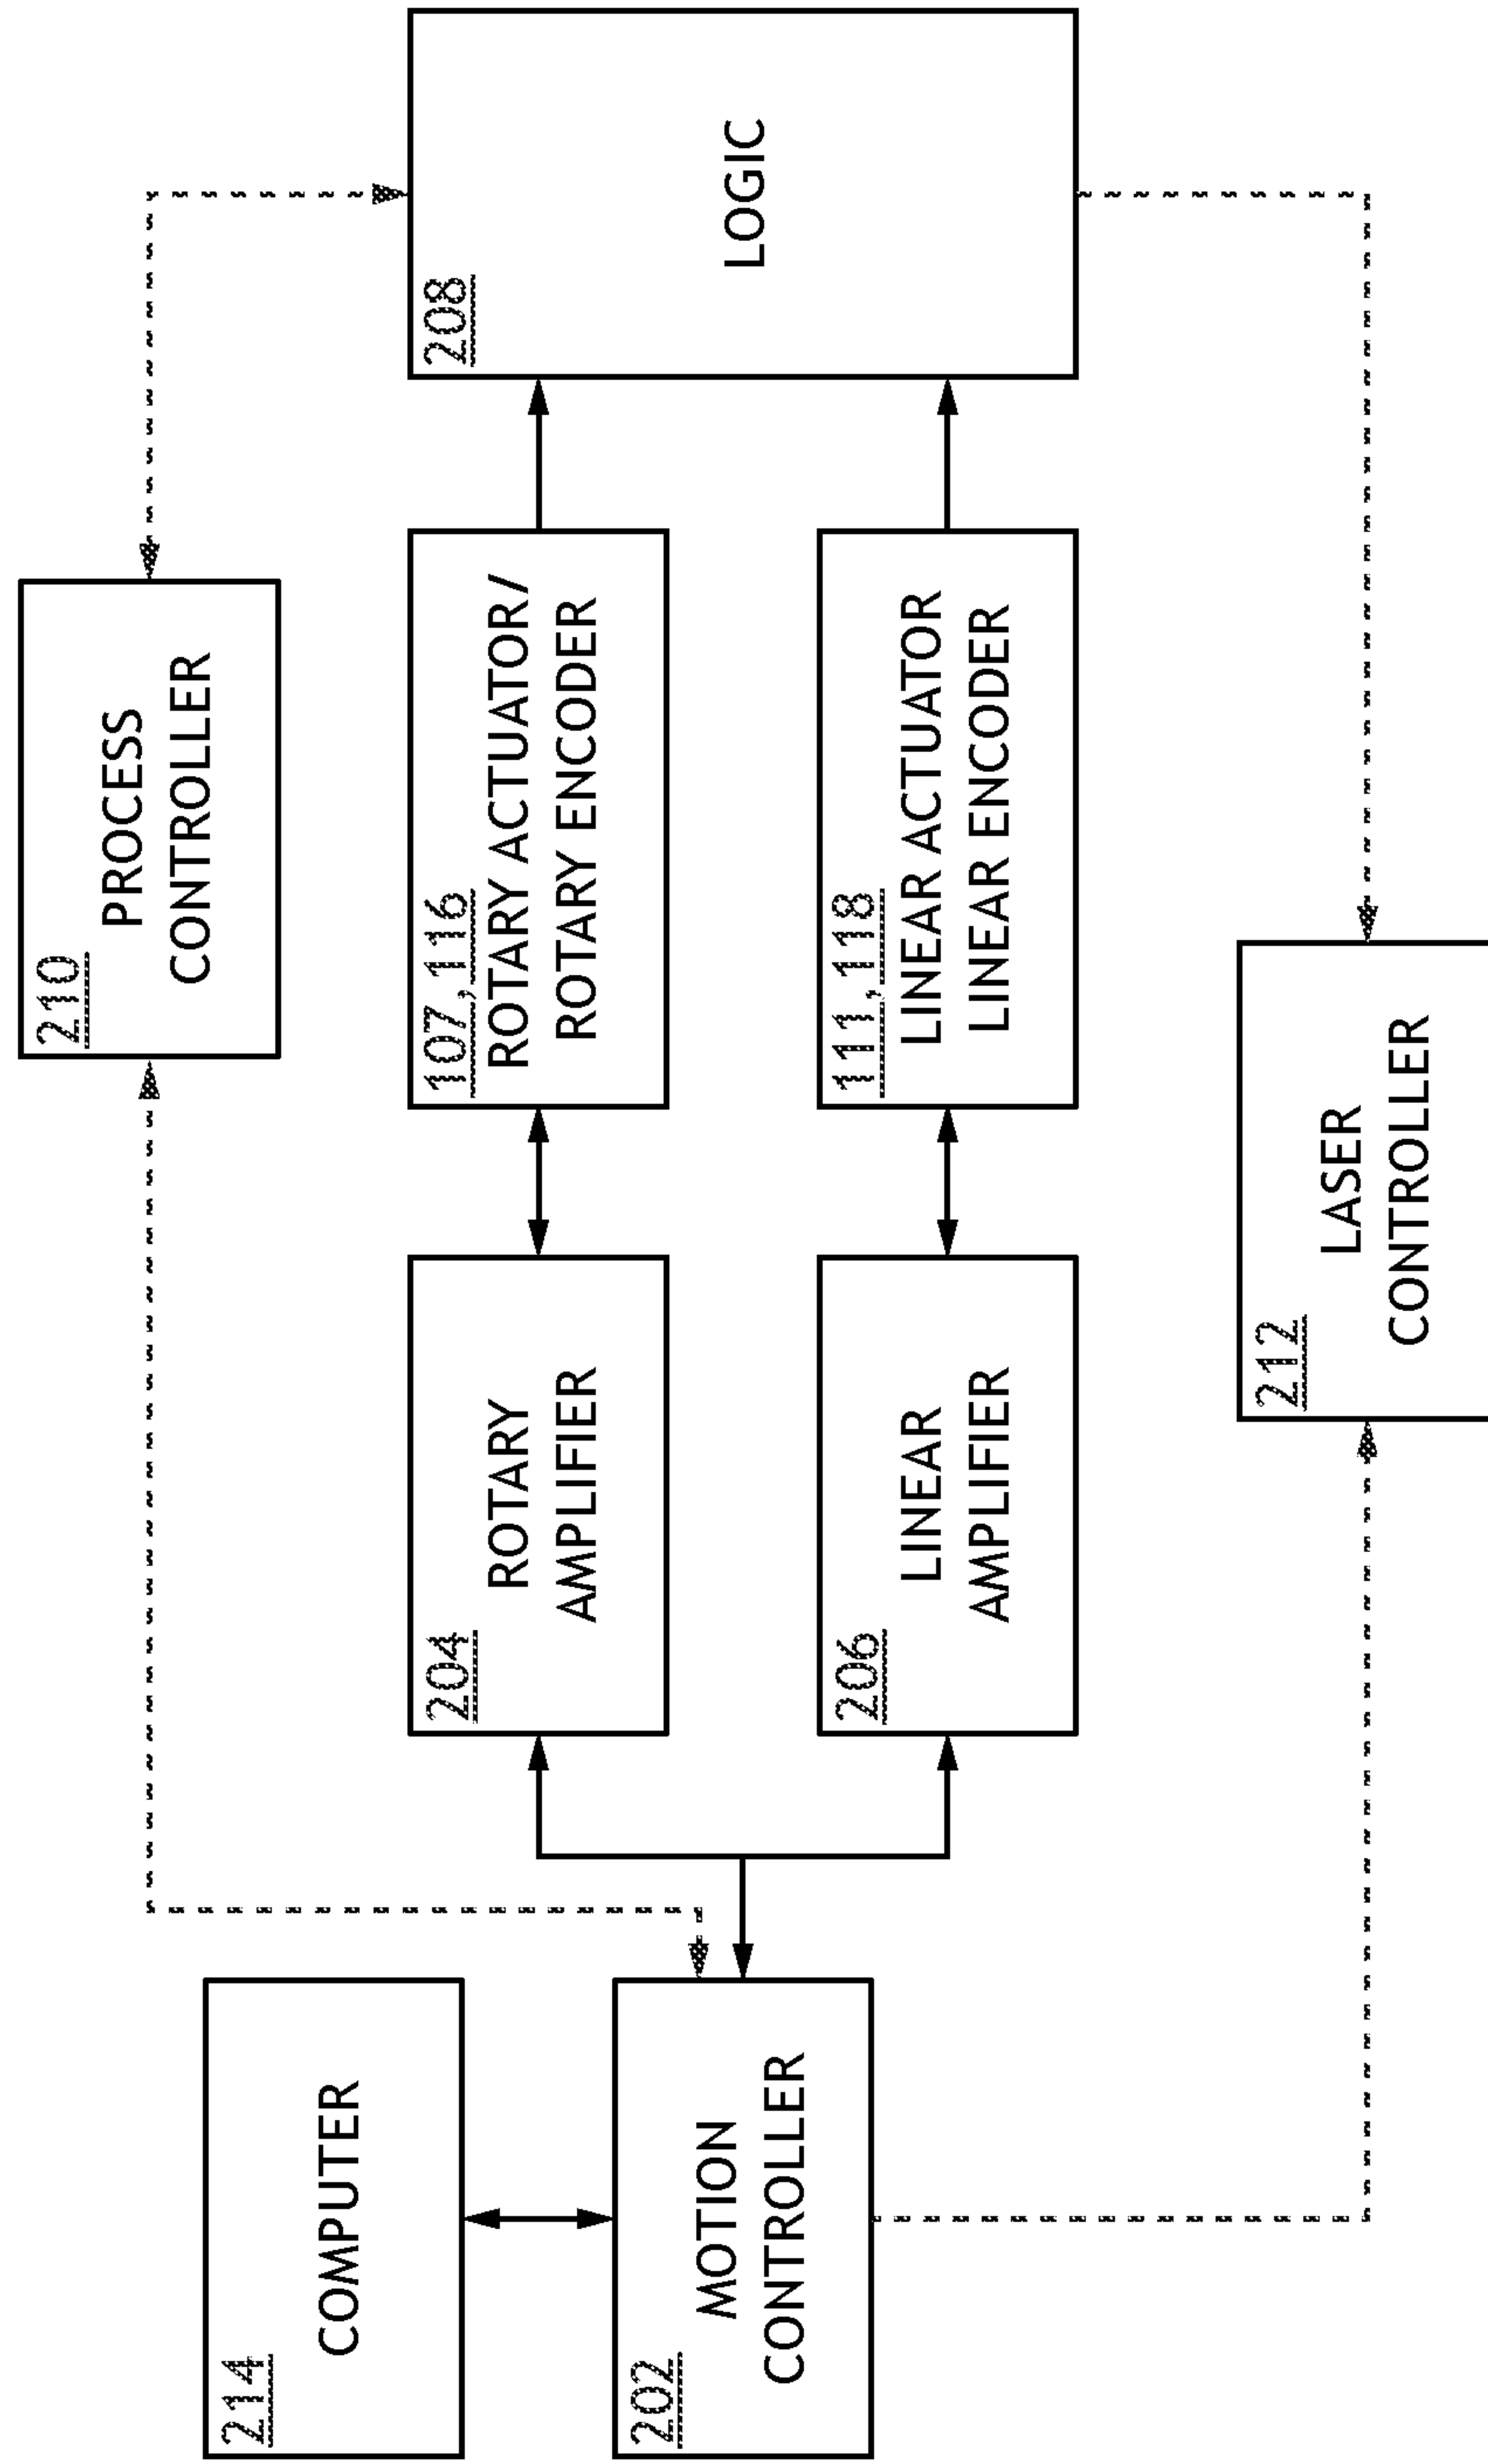 210
PROCESS
CONTROLLER
214
COMPUTER
204
ROTARY
AMPLIFIER
107,116
ROTARY ACTUATOR/
ROTARY ENCODER
208
LOGIC
202
MOTION
CONTROLLER
206
LINEAR
AMPLIFIER
111,118
LINEAR ACTUATOR
LINEAR ENCODER
212
LASER
CONTROLLER